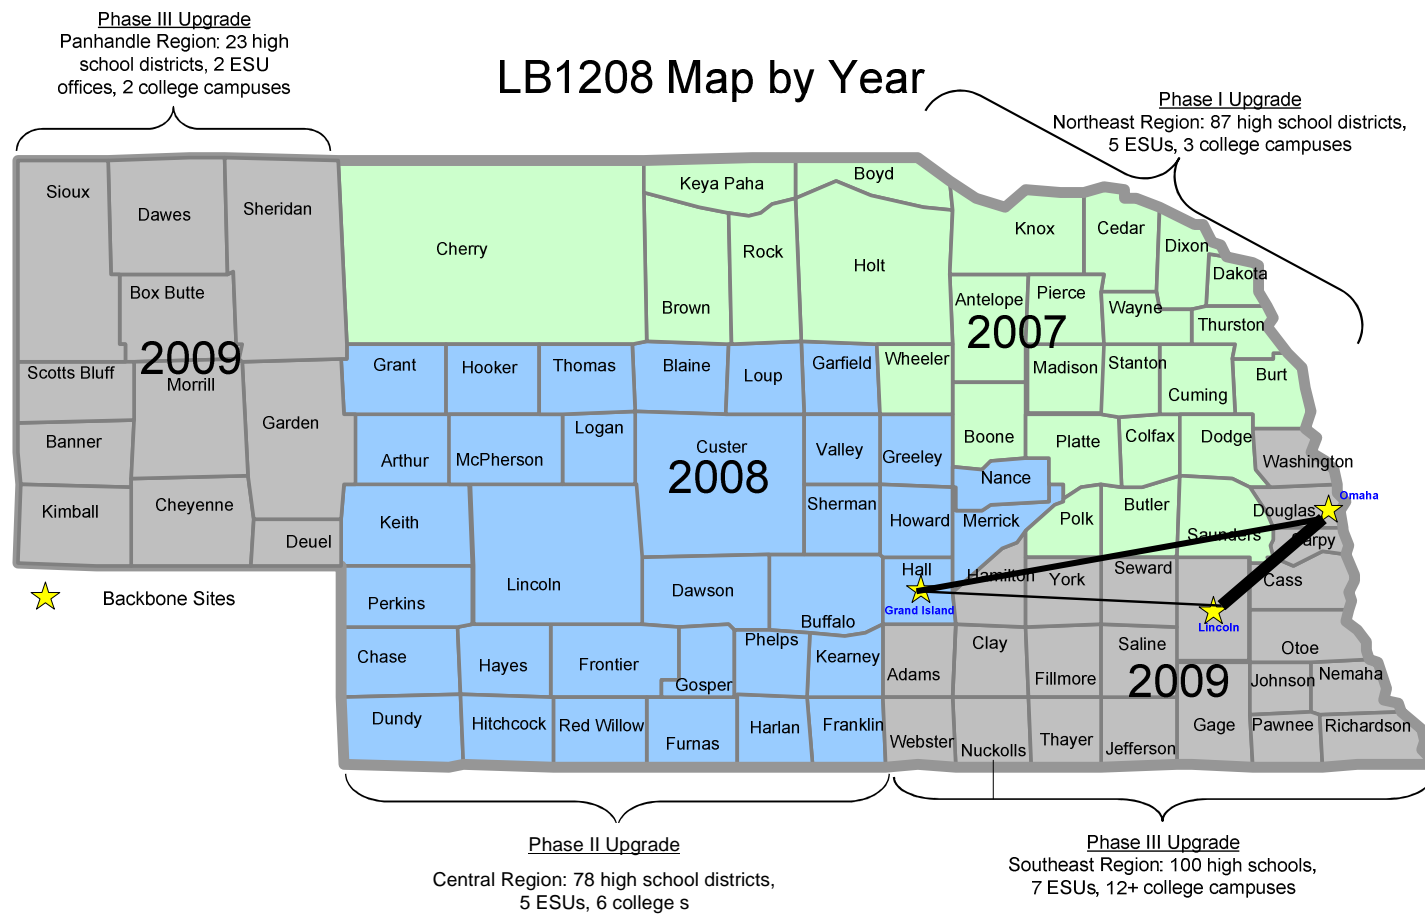 Phase III Upgrade
Panhandle Region: 23 high
school districts, 2 ESU
offices, 2 college campuses
LB1208 Map by Year
Phase I Upgrade
Northeast Region: 87 high school districts,
5 ESUs, 3 college campuses
Sioux
Dawes
Sheridan
Box Butte
2009
Scotts Bluff
Morrill
Garden
Banner
Kimball
Cheyenne
Deuel
Backbone Sites
Cherry
Keya Paha
Boyd
Brown
Rock
Holt
Knox
Cedar
Dixon
Dakota
Antelope
Pierce
2007
Wayne
Thurston
Wheeler
Madison
Stanton
Cuming
Burt
Boone
Platte
Colfax
Dodge
Polk
Butler
Saunders
Grant
Hooker
Thomas
Blaine
Loup
Garfield
Arthur
McPherson
Logan
Custer
2008
Valley
Greeley
Nance
Sherman
Howard
Merrick
Keith
Lincoln
Perkins
Dawson
Buffalo
Hall
Grand Island
Chase
Hayes
Frontier
Gosper
Phelps
Kearney
Dundy
Hitchcock
Red Willow
Furnas
Harlan
Franklin
Washington
Omaha
Douglas
Sarpy
Hamilton
York
Seward
Cass
Lincoln
Adams
Clay
Fillmore
Saline
2009
Otoe
Johnson
Nemaha
Webster
Nuckolls
Thayer
Jefferson
Gage
Pawnee
Richardson
Phase II Upgrade
Central Region: 78 high school districts,
5 ESUs, 6 college s
Phase III Upgrade
Southeast Region: 100 high schools,
7 ESUs, 12+ college campuses